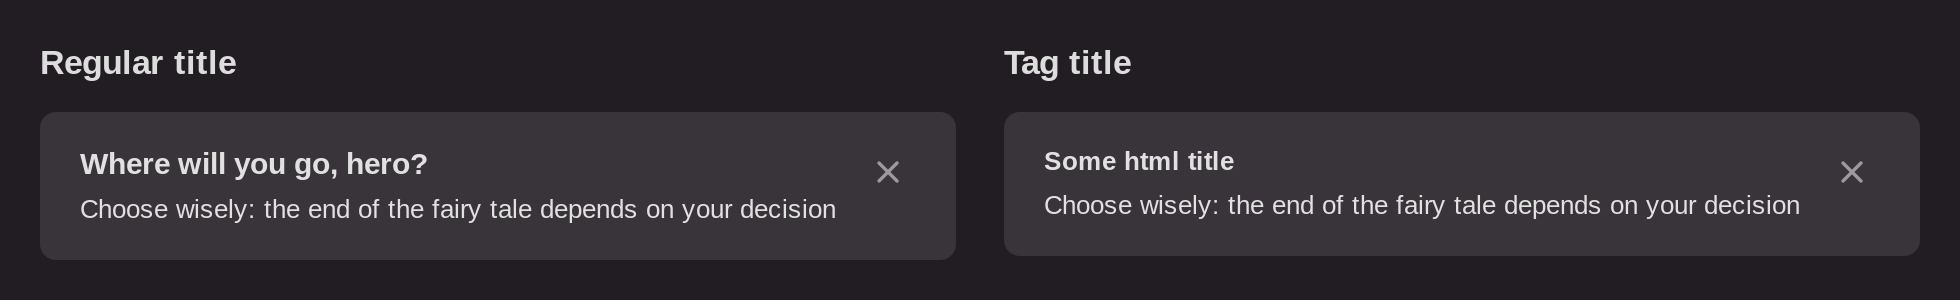 Regular title
Where will you go, hero?
Choose wisely: the end of the fairy tale depends on your decision
Tag title
Some html title
Choose wisely: the end of the fairy tale depends on your decision